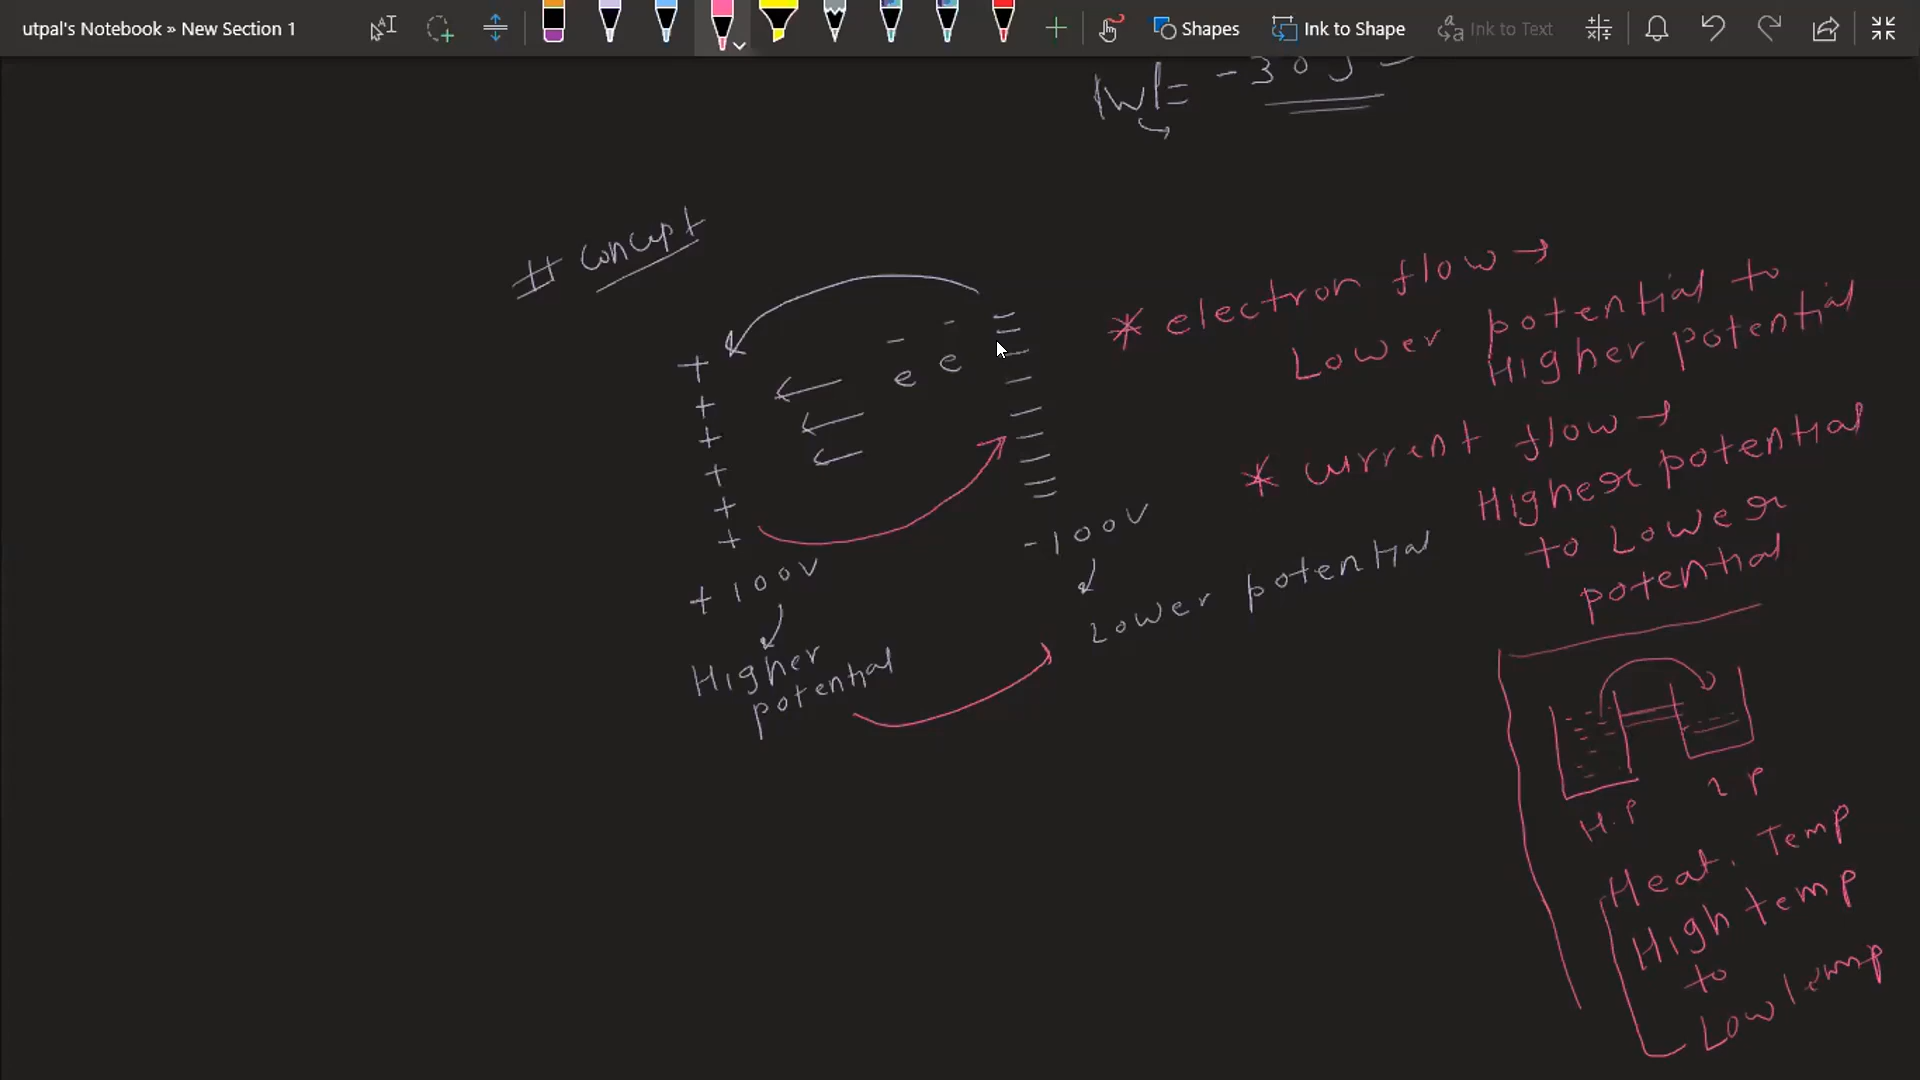 utpal's Notebook » New Section 1
Shapes
Ink to Shape
Ink to Text
|W| = -30 J
# concept
* electron flow →
Lower potential to
Higher potential
* current flow →
Higher potential
to Lower
potential
e⁻ e⁻
+
+
+
+
+
+
+100V
-100V
Higher
potential
Lower potential
H.P
L P
Heat. Temp
High temp
to
Low temp